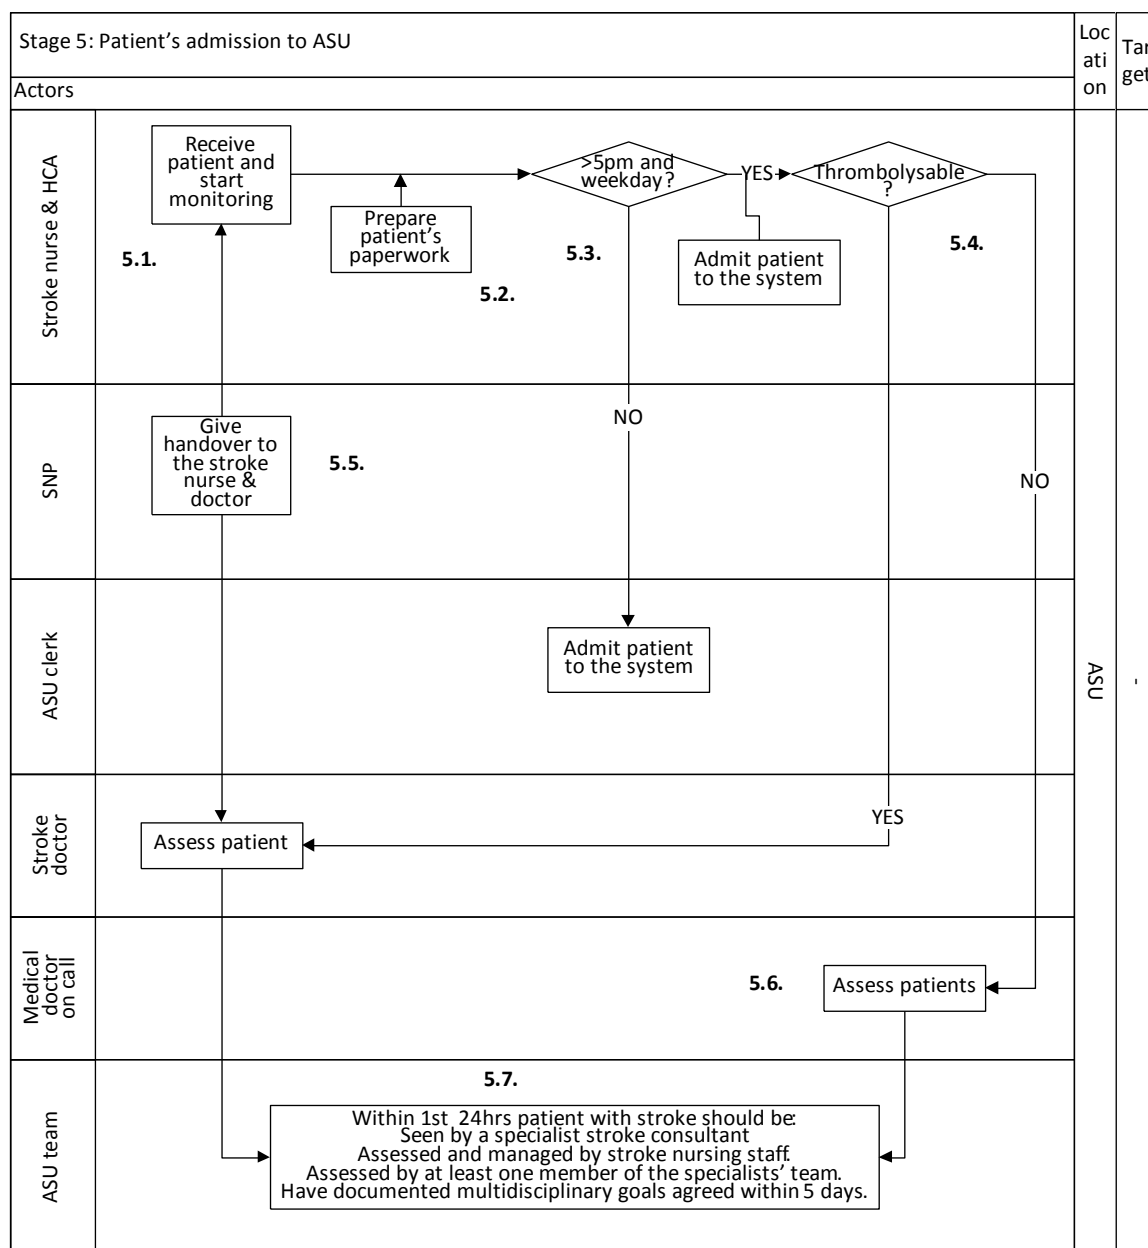 Stage 5: Patient’s admission to ASU
Loc
ati
on
Tar
get
Actors
Stroke nurse & HCA
Receive
patient and
start
monitoring
5.1.
Prepare
patient’s
paperwork
5.2.
>5pm and
weekday?
5.3.
YES
Admit patient
to the system
Thrombolysable
?
5.4.
SNP
Give
handover to
the stroke
nurse &
doctor
5.5.
NO
NO
ASU clerk
Admit patient
to the system
ASU
-
Stroke
doctor
Assess patient
YES
Medical
doctor
on call
5.6.
Assess patients
ASU team
5.7.
Within 1st 24hrs patient with stroke should be:
Seen by a specialist stroke consultant
Assessed and managed by stroke nursing staff.
Assessed by at least one member of the specialists’ team.
Have documented multidisciplinary goals agreed within 5 days.